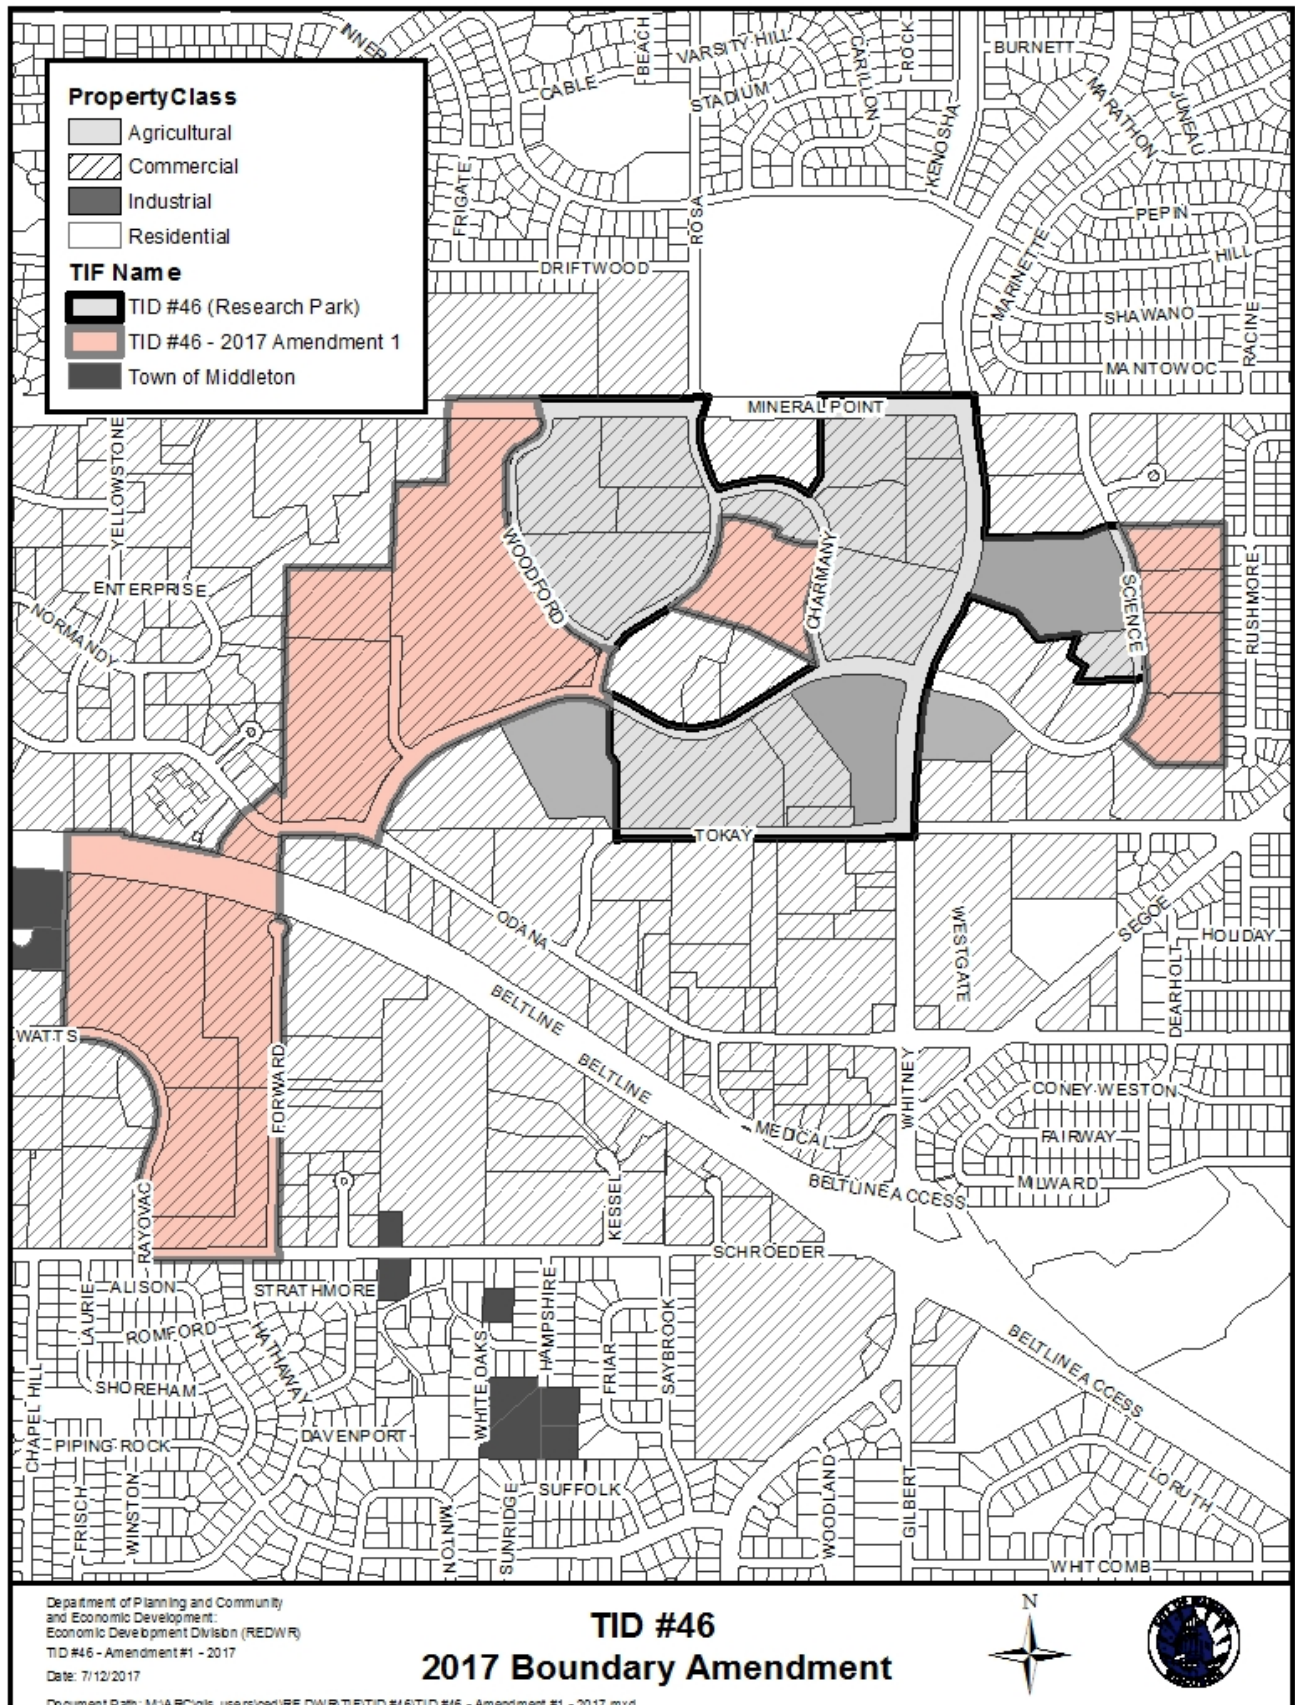 INNER
BEACH
VARSITY HILL
CARILLON
ROCK
BURNETT
CABLE
STADIUM
MARATHON
JUNEAU
KENOSHA
FRIGATE
ROSA
PEPIN
HILL
DRIFTWOOD
MARINETTE
SHAWANO
RACINE
MANITOWOC
PropertyClass
Agricultural
Commercial
Industrial
Residential
TIF Name
TID #46 (Research Park)
TID #46 - 2017 Amendment 1
Town of Middleton
MINERAL POINT
YELLOWSTONE
WOODFORD
CHARMANY
SCIENCE
RUSHMORE
ENTERPRISE
NORMANDY
TOKAY
ODANA
WESTGATE
SEGOE
HOLIDAY
DEARHOLT
BELTLINE
BELTLINE
WATTS
FORWARD
WHITNEY
CONEY WESTON
MEDICAL
FAIRWAY
MILWARD
BELTLINE ACCESS
RAYOVAC
KESSEL
SCHROEDER
ALISON
STRATHMORE
LAURIE
ROMFORD
HATHAWAY
HAMPSHIRE
WHITE OAKS
FRIAR
SAYBROOK
BELTLINE ACCESS
SHOREHAM
CHAPEL HILL
PIPING ROCK
DAVENPORT
FRISCH
WINSTON
MINTON
SUNRIDGE
SUFFOLK
WOODLAND
GILBERT
LORUTH
WHITCOMB
Department of Planning and Community
and Economic Development:
Economic Development Division (REDWR)
TID #46 - Amendment #1 - 2017
Date: 7/12/2017
TID #46
2017 Boundary Amendment
N